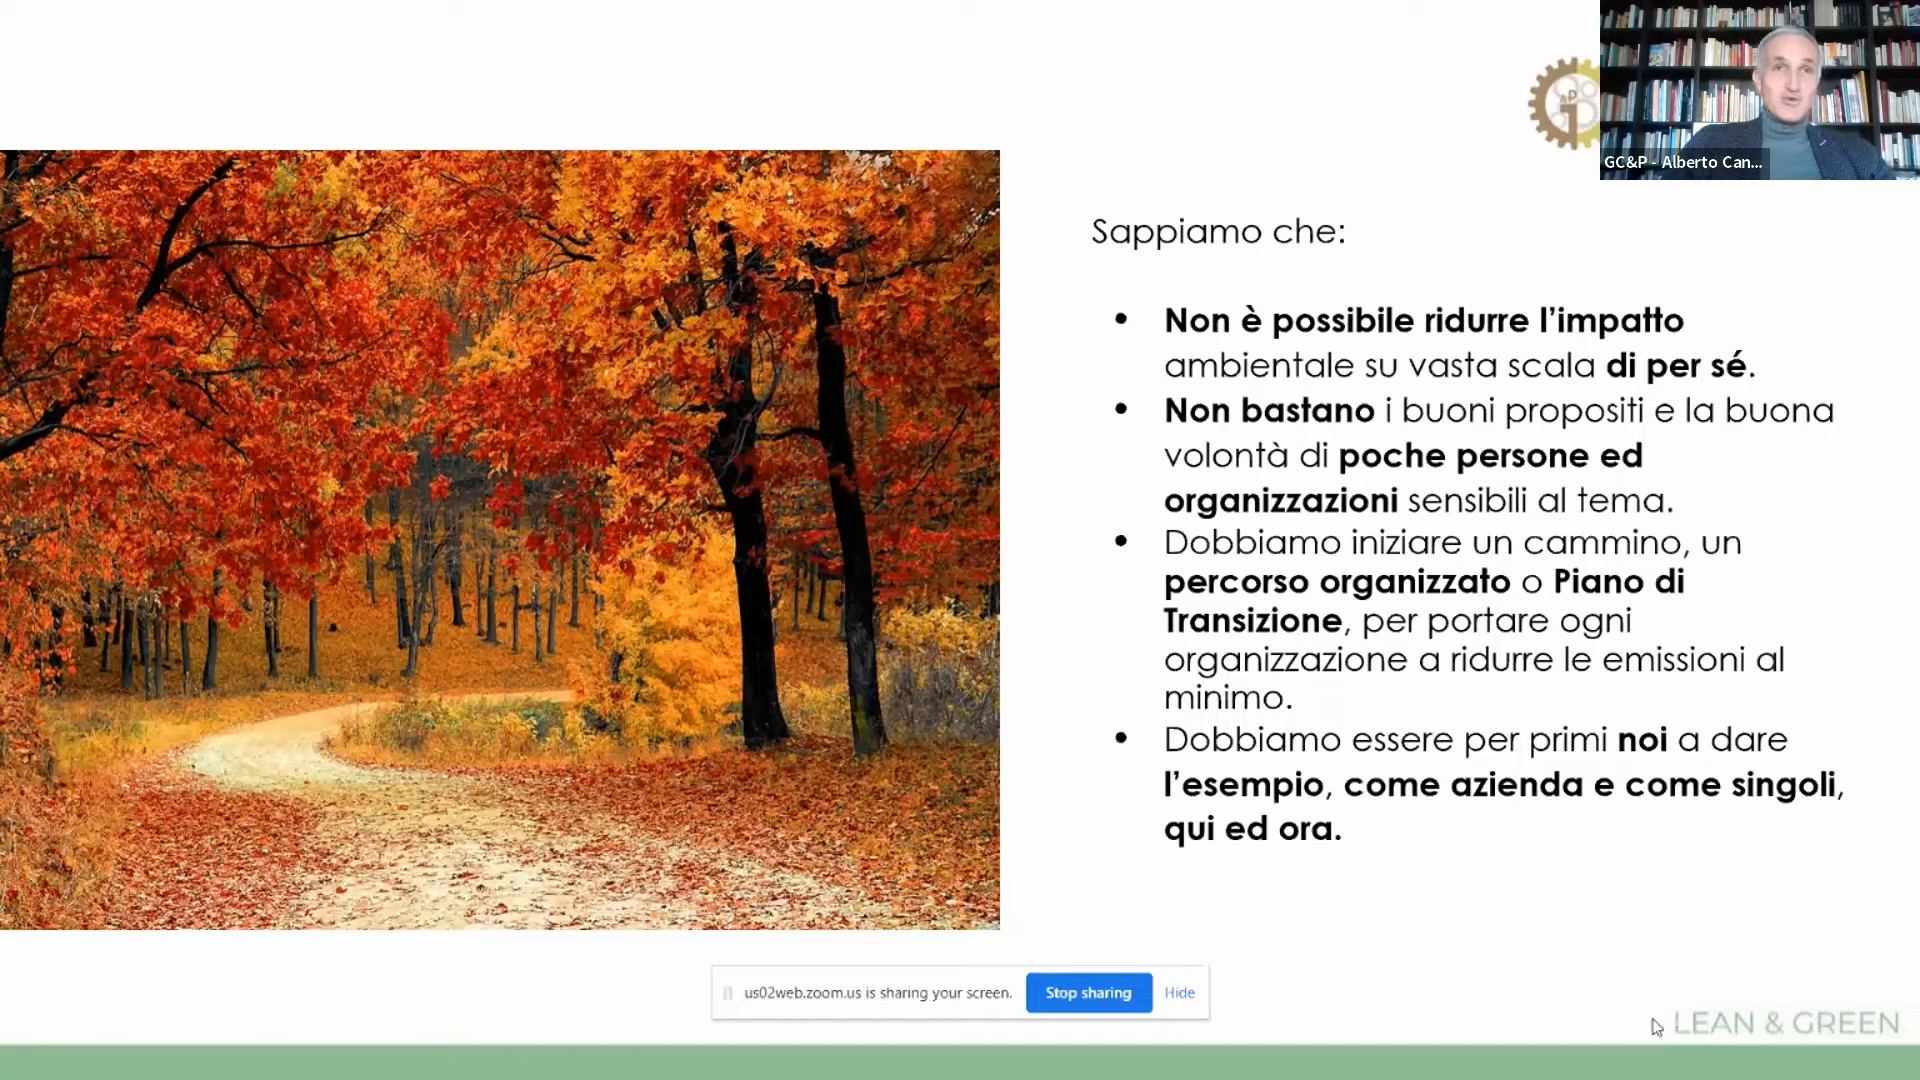 GC&P - Alberto Can...
Sappiamo che:
• Non è possibile ridurre l’impatto
ambientale su vasta scala di per sé.
• Non bastano i buoni propositi e la buona
volontà di poche persone ed
organizzazioni sensibili al tema.
• Dobbiamo iniziare un cammino, un
percorso organizzato o Piano di
Transizione, per portare ogni
organizzazione a ridurre le emissioni al
minimo.
• Dobbiamo essere per primi noi a dare
l’esempio, come azienda e come singoli,
qui ed ora.
us02web.zoom.us is sharing your screen. Stop sharing Hide
LEAN & GREEN